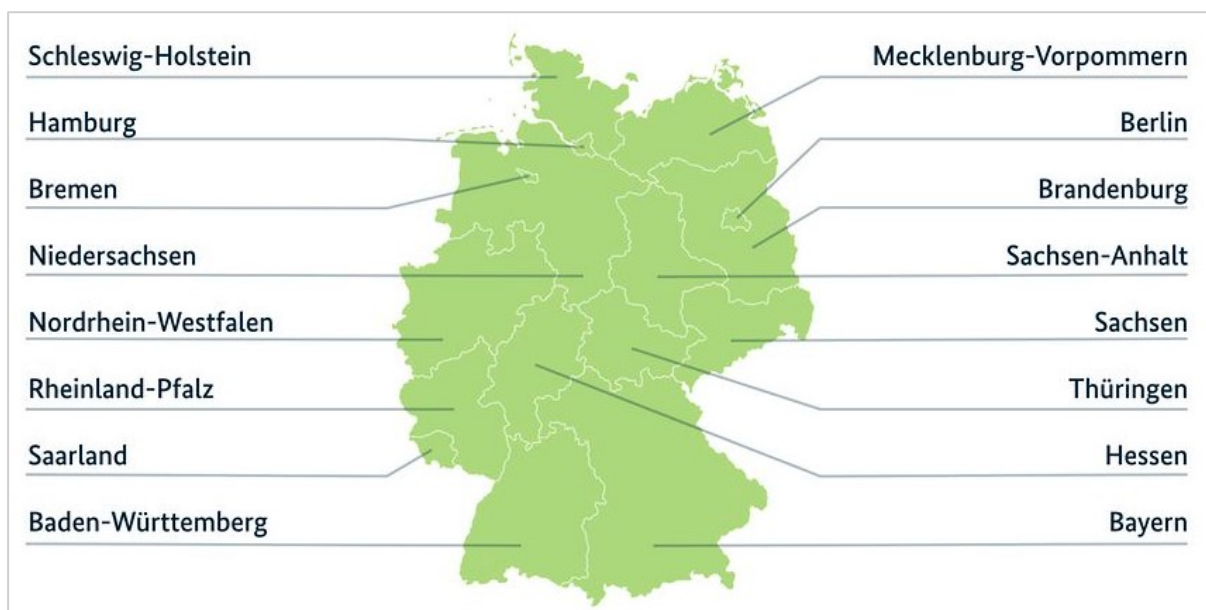 Schleswig-Holstein
Hamburg
Bremen
Niedersachsen
Nordrhein-Westfalen
Rheinland-Pfalz
Saarland
Baden-Württemberg
Mecklenburg-Vorpommern
Berlin
Brandenburg
Sachsen-Anhalt
Sachsen
Thüringen
Hessen
Bayern